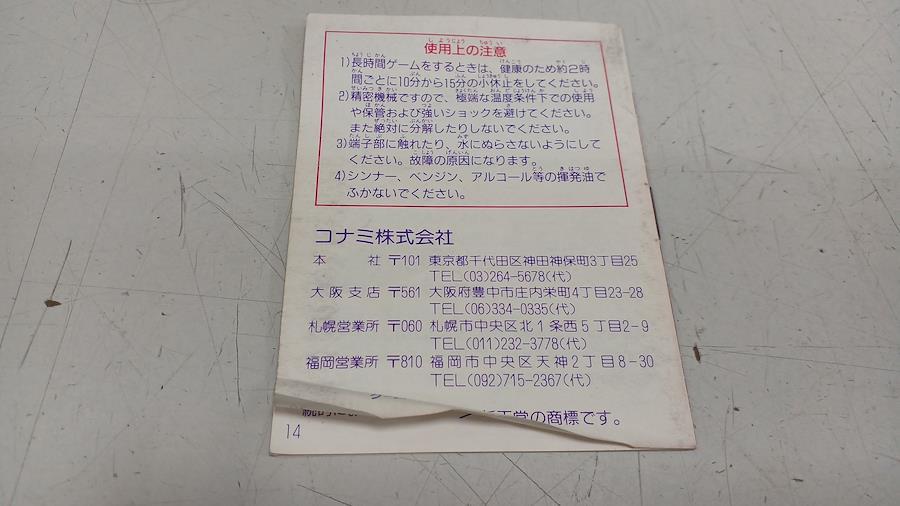 使用上の注意
1)長時間ゲームをするときは、健康のため約2時
間ごとに10分から15分の小休止をしてください。
2)精密機械ですので、極端な温度条件下での使用
や保管および強いショックを避けてください。
また絶対に分解したりしないでください。
3)端子部に触れたり、水にぬらさないようにして
ください。故障の原因になります。
4)シンナー、ベンジン、アルコール等の揮発油で
ふかないでください。
コナミ株式会社
本 社 〒101 東京都千代田区神田神保町3丁目25
TEL(03)264-5678(代)
大阪支店 〒561 大阪府豊中市庄内栄町4丁目23-28
TEL(06)334-0335(代)
札幌営業所 〒060 札幌市中央区北1条西5丁目2-9
TEL(011)232-3778(代)
福岡営業所 〒810 福岡市中央区天神2丁目8-30
TEL(092)715-2367(代)
の商標です。
14